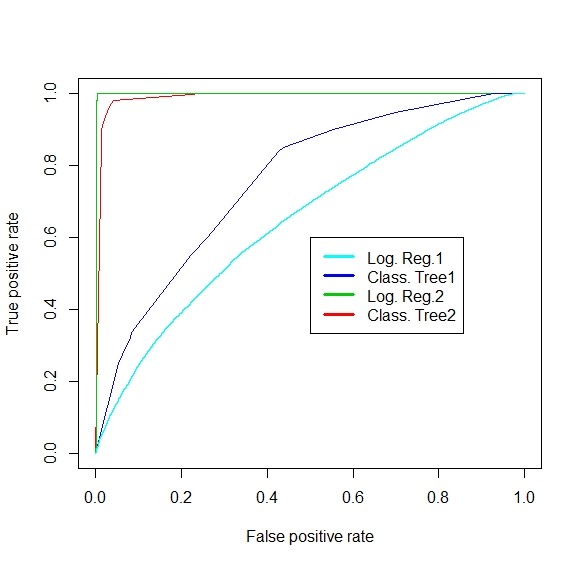 True positive rate
1.0
0.8
0.6
0.4
0.2
0.0
Log. Reg.1
Class. Tree1
Log. Reg.2
Class. Tree2
0.0 0.2 0.4 0.6 0.8 1.0
False positive rate